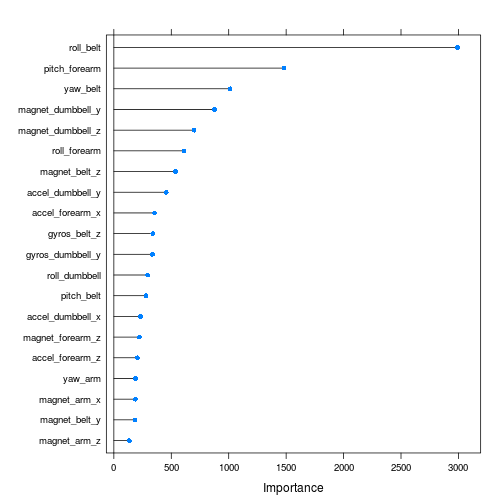 roll_belt
pitch_forearm
yaw_belt
magnet_dumbbell_y
magnet_dumbbell_z
roll_forearm
magnet_belt_z
accel_dumbbell_y
accel_forearm_x
gyros_belt_z
gyros_dumbbell_y
roll_dumbbell
pitch_belt
accel_dumbbell_x
magnet_forearm_z
accel_forearm_z
yaw_arm
magnet_arm_x
magnet_belt_y
magnet_arm_z
0 500 1000 1500 2000 2500 3000
Importance